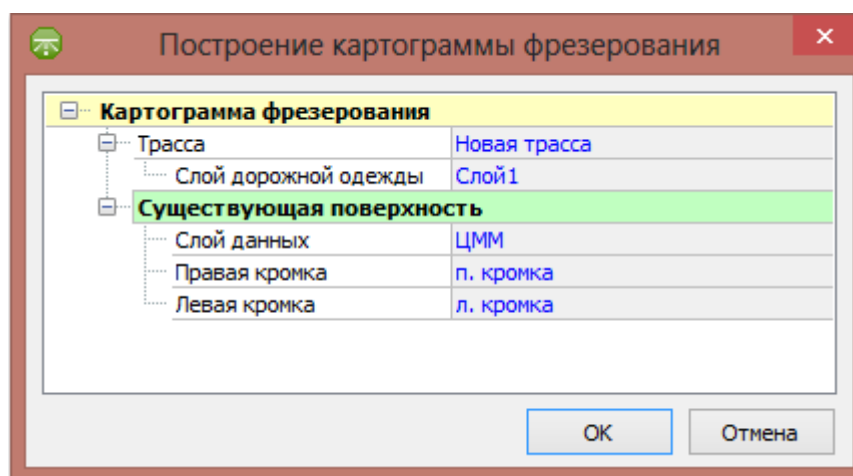 Построение картограммы фрезерования
Картограмма фрезерования
Трасса Новая трасса
Слой дорожной одежды Слой1
Существующая поверхность
Слой данных ЦММ
Правая кромка п. кромка
Левая кромка л. кромка
OK Отмена